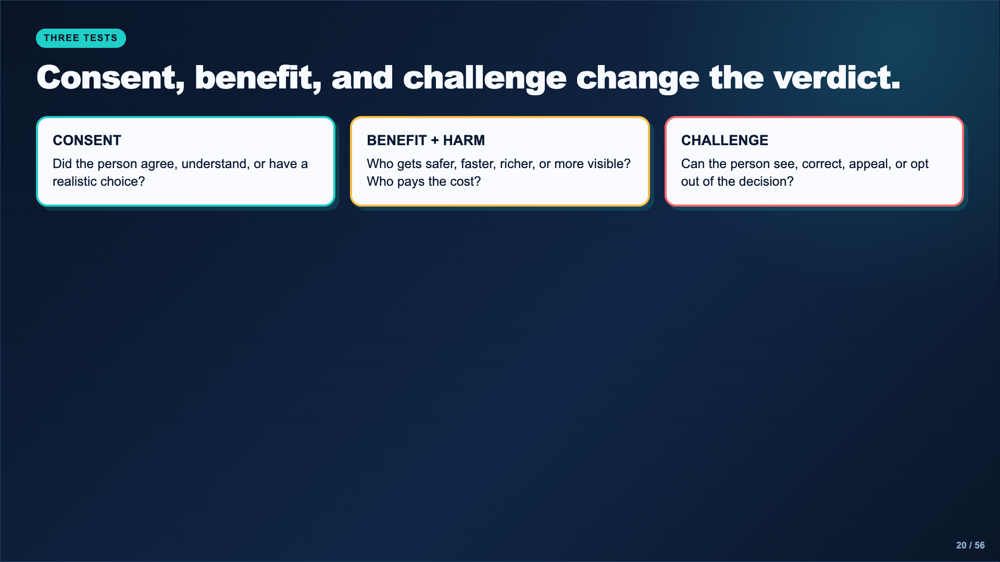 THREE TESTS
Consent, benefit, and challenge change the verdict.
CONSENT
Did the person agree, understand, or have a
realistic choice?
BENEFIT + HARM
Who gets safer, faster, richer, or more visible?
Who pays the cost?
CHALLENGE
Can the person see, correct, appeal, or opt
out of the decision?
20 / 56